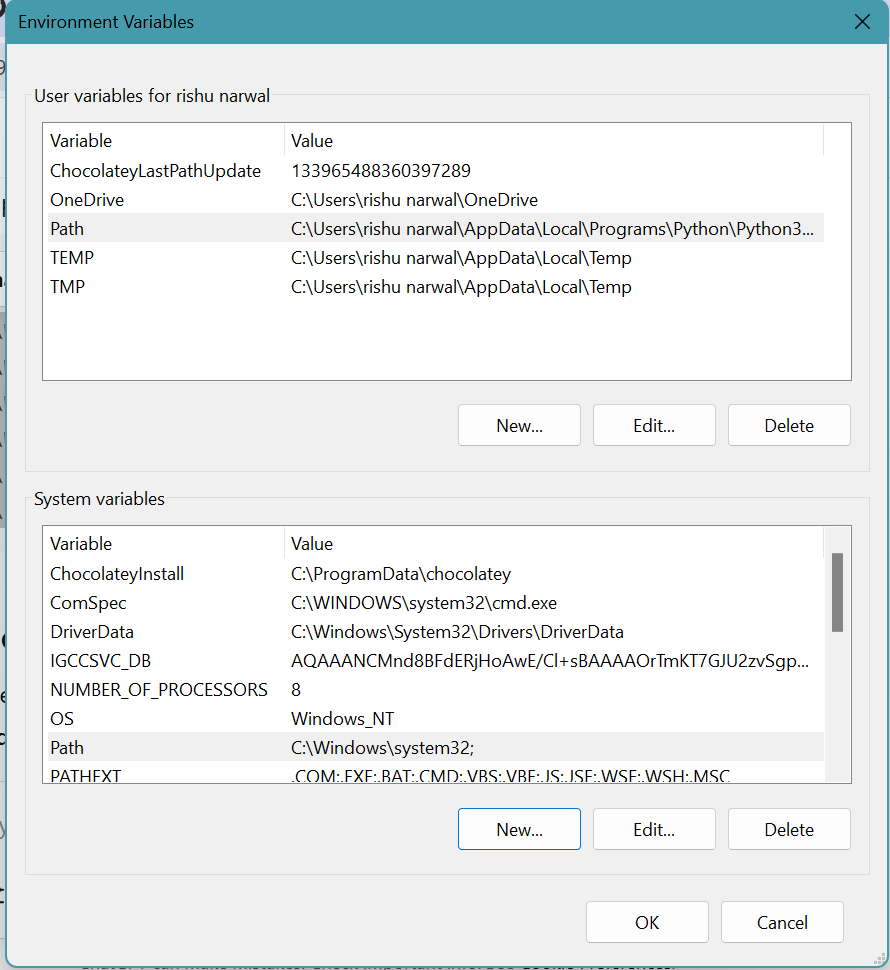 Environment Variables
User variables for rishu narwal
Variable Value
ChocolateyLastPathUpdate 133965488360397289
OneDrive C:\Users\rishu narwal\OneDrive
Path C:\Users\rishu narwal\AppData\Local\Programs\Python\Python3...
TEMP C:\Users\rishu narwal\AppData\Local\Temp
TMP C:\Users\rishu narwal\AppData\Local\Temp
New... Edit... Delete
System variables
Variable Value
ChocolateyInstall C:\ProgramData\chocolatey
ComSpec C:\WINDOWS\system32\cmd.exe
DriverData C:\Windows\System32\Drivers\DriverData
IGCCSVC_DB AQAAANCMnd8BFdERjHoAwE/Cl+sBAAAAOrTmKT7GJU2zvSgp...
NUMBER_OF_PROCESSORS 8
OS Windows_NT
Path C:\Windows\system32;
PATHEXT .COM;.EXE;.BAT;.CMD;.VBS;.VBE;.JS;.JSE;.WSF;.WSH;.MSC
New... Edit... Delete
OK Cancel